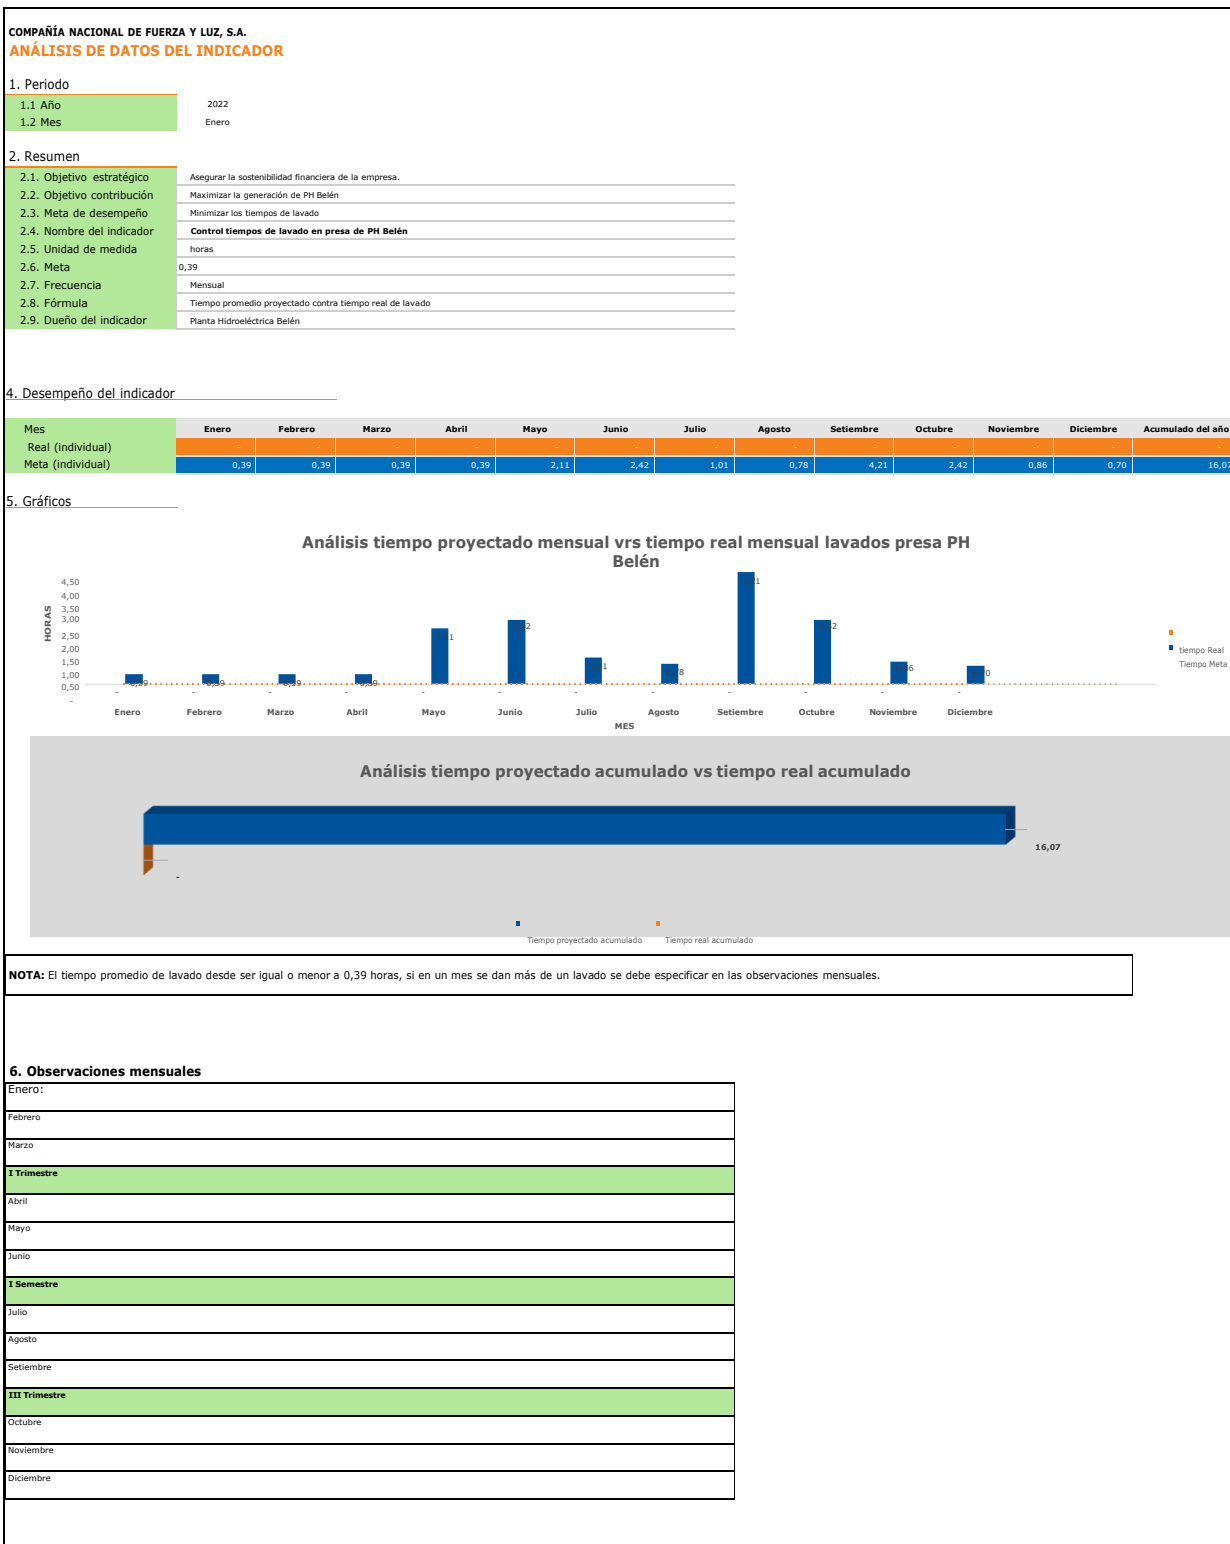 COMPAÑÍA NACIONAL DE FUERZA Y LUZ, S.A.
ANÁLISIS DE DATOS DEL INDICADOR
1. Periodo
1.1 Año 2022
1.2 Mes Enero
2. Resumen
2.1. Objetivo estratégico Asegurar la sostenibilidad financiera de la empresa.
2.2. Objetivo contribución Maximizar la generación de PH Belén
2.3. Meta de desempeño Minimizar los tiempos de lavado
2.4. Nombre del indicador Control tiempos de lavado en presa de PH Belén
2.5. Unidad de medida horas
2.6. Meta 0,39
2.7. Frecuencia Mensual
2.8. Fórmula Tiempo promedio proyectado contra tiempo real de lavado
2.9. Dueño del indicador Planta Hidroeléctrica Belén
4. Desempeño del indicador
Mes Enero Febrero Marzo Abril Mayo Junio Julio Agosto Setiembre Octubre Noviembre Diciembre Acumulado del año
Real (individual) - - - - - - - - - - - - -
Meta (individual) 0,39 0,39 0,39 0,39 2,11 2,42 1,01 0,78 4,21 2,42 0,86 0,70 16,07
5. Gráficos
Análisis tiempo proyectado mensual vrs tiempo real mensual lavados presa PH
Belén
HORAS
4,50
4,00
3,50
3,00
2,50
2,00
1,50
1,00
0,50
-
0,39 0,39 0,39 0,39
- - - - - - - - - - - -
Enero Febrero Marzo Abril Mayo Junio Julio Agosto Setiembre Octubre Noviembre Diciembre
MES
tiempo Real
Tiempo Meta
Análisis tiempo proyectado acumulado vs tiempo real acumulado
16,07
-
Tiempo proyectado acumulado Tiempo real acumulado
NOTA: El tiempo promedio de lavado desde ser igual o menor a 0,39 horas, si en un mes se dan más de un lavado se debe especificar en las observaciones mensuales.
6. Observaciones mensuales
Enero:
Febrero
Marzo
I Trimestre
Abril
Mayo
Junio
I Semestre
Julio
Agosto
Setiembre
III Trimestre
Octubre
Noviembre
Diciembre